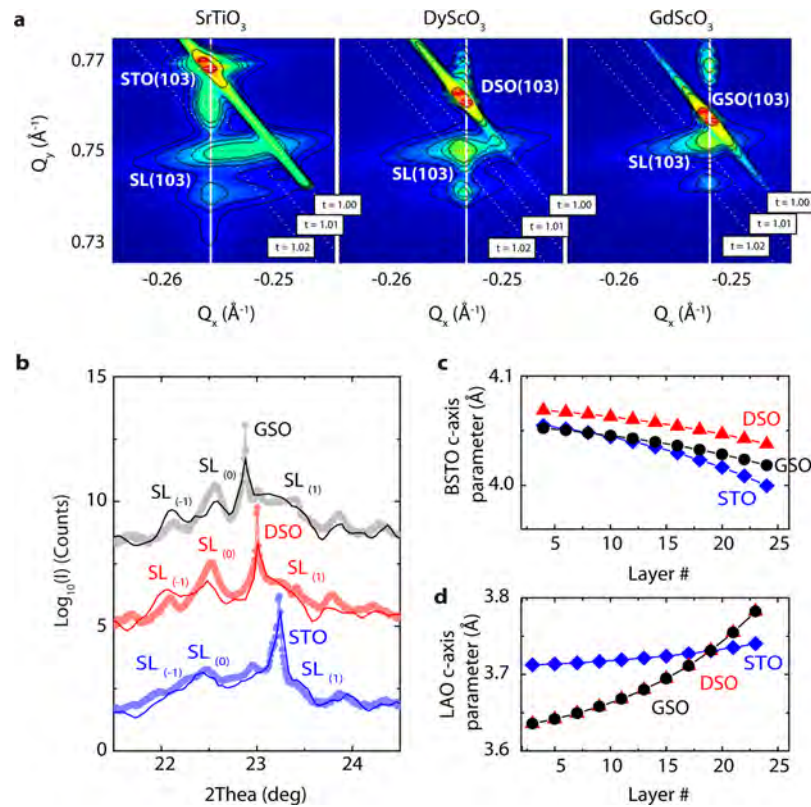 a
SrTiO3
DyScO3
GdScO3
0.77
0.75
0.73
Qy (Å-1)
STO(103)
SL(103)
t = 1.00
t = 1.01
t = 1.02
DSO(103)
SL(103)
t = 1.00
t = 1.01
t = 1.02
GSO(103)
SL(103)
t = 1.00
t = 1.01
t = 1.02
-0.26 -0.25
-0.26 -0.25
-0.26 -0.25
Qx (Å-1)
Qx (Å-1)
Qx (Å-1)
b
15
10
5
0
Log10(I) (Counts)
GSO
SL (-1)
SL (0)
SL (1)
DSO
SL (-1)
SL (0)
SL (1)
STO
SL (-1)
SL (0)
SL (1)
22 23 24
2Thea (deg)
c
4.1
4.0
BSTO c-axis
parameter (Å)
DSO
GSO
STO
0 5 10 15 20 25
Layer #
d
3.8
3.7
3.6
LAO c-axis
parameter (Å)
STO
DSO
GSO
0 5 10 15 20 25
Layer #